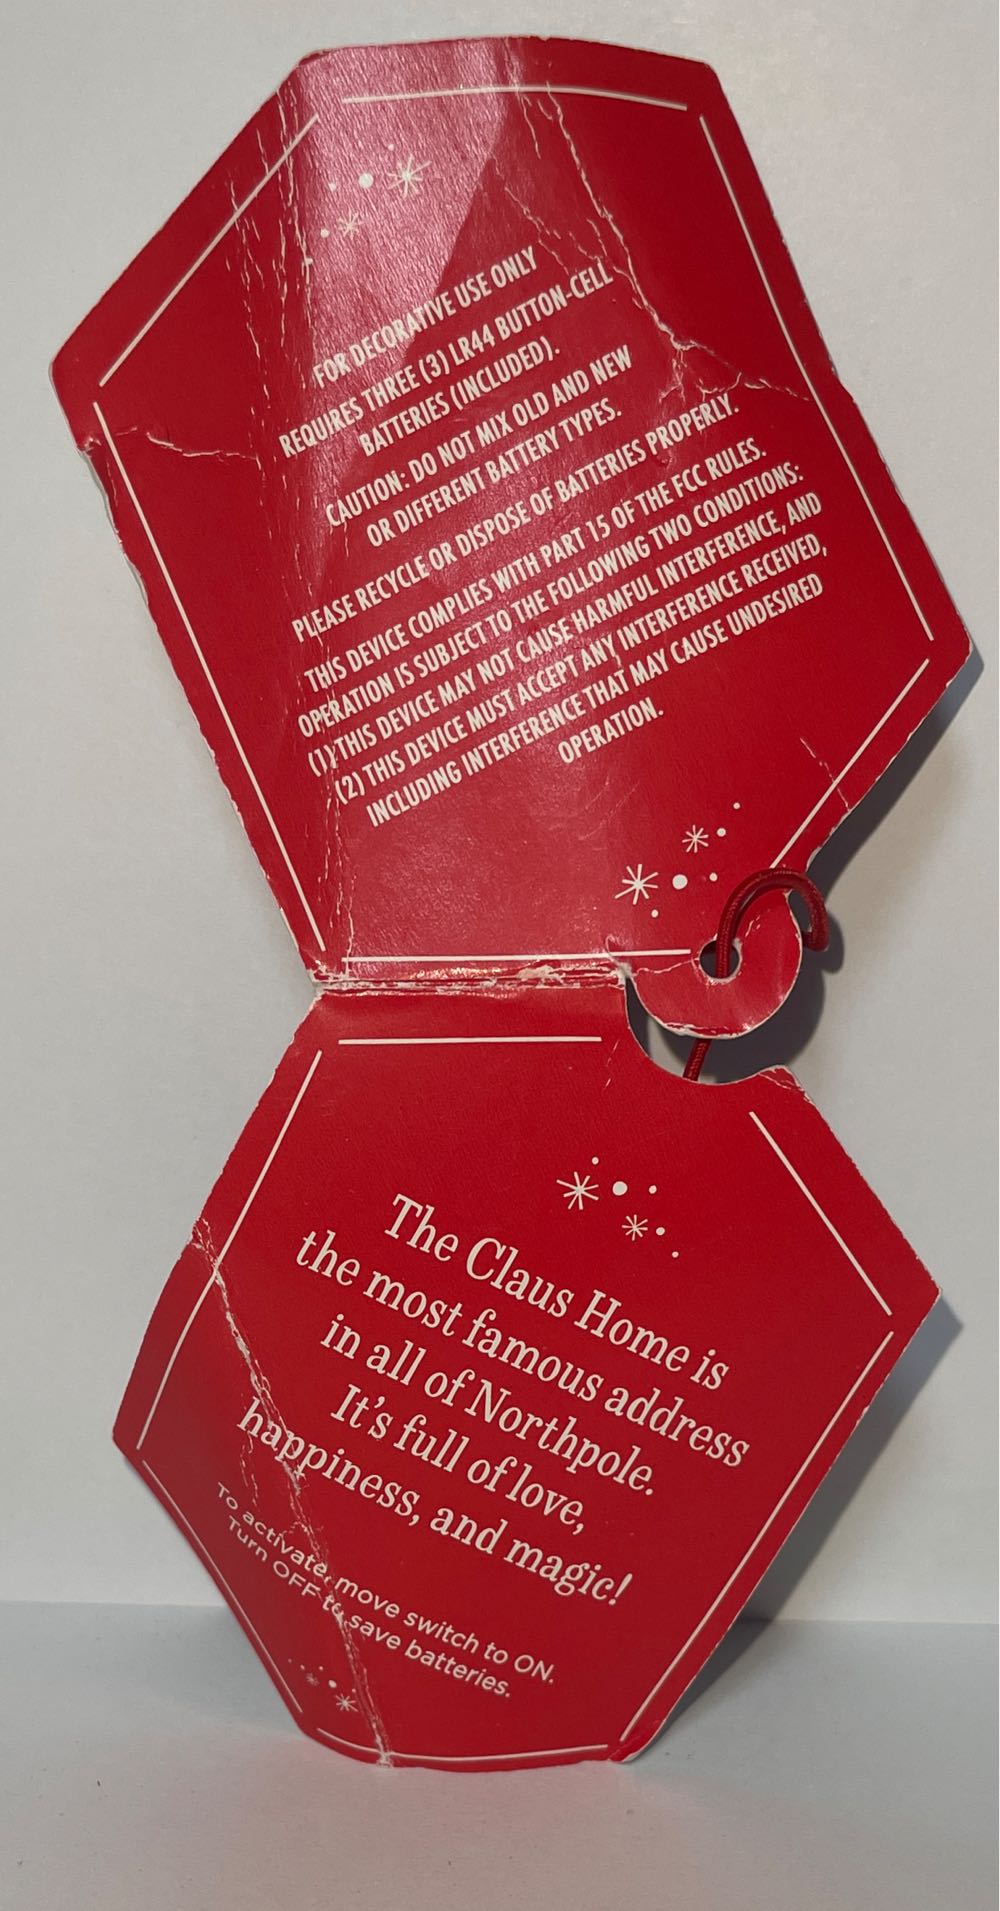 FOR DECORATIVE USE ONLY
REQUIRES THREE (3) LR44 BUTTON-CELL
BATTERIES (INCLUDED).
CAUTION: DO NOT MIX OLD AND NEW
OR DIFFERENT BATTERY TYPES.
PLEASE RECYCLE OR DISPOSE OF BATTERIES PROPERLY.
THIS DEVICE COMPLIES WITH PART 15 OF THE FCC RULES.
OPERATION IS SUBJECT TO THE FOLLOWING TWO CONDITIONS:
(1) THIS DEVICE MAY NOT CAUSE HARMFUL INTERFERENCE, AND
(2) THIS DEVICE MUST ACCEPT ANY INTERFERENCE RECEIVED,
INCLUDING INTERFERENCE THAT MAY CAUSE UNDESIRED
OPERATION.
The Claus Home is
the most famous address
in all of Northpole.
It's full of love,
happiness, and magic!
To activate, move switch to ON.
Turn OFF to save batteries.